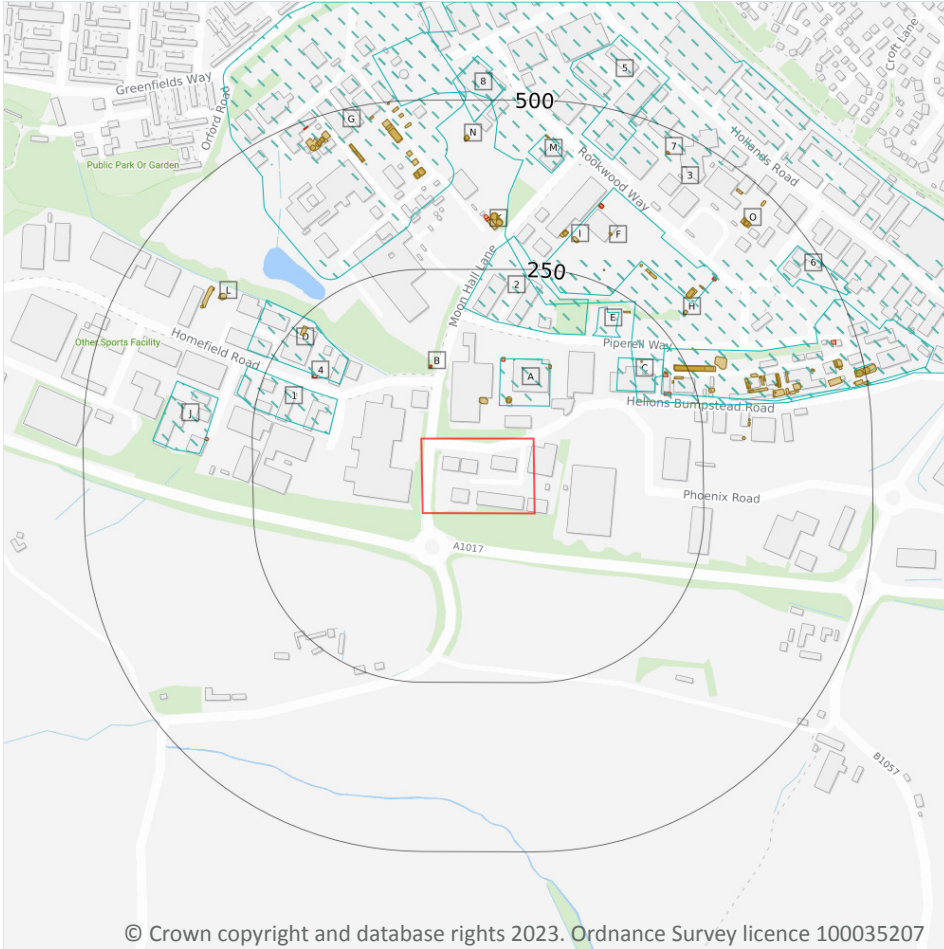 Greenfields Way
Orford Road
Croft Lane
8
5
500
G
N
M
7
3
Hollands Road
Public Park Or Garden
Rookwood Way
O
I
F
6
250
2
Moon Hall Lane
L
H
E
D
Homefield Road
Other Sports Facility
Piperell Way
B
4
A
C
1
J
Hellons Bumpstead Road
Phoenix Road
A1017
B1057
© Crown copyright and database rights 2023. Ordnance Survey licence 100035207